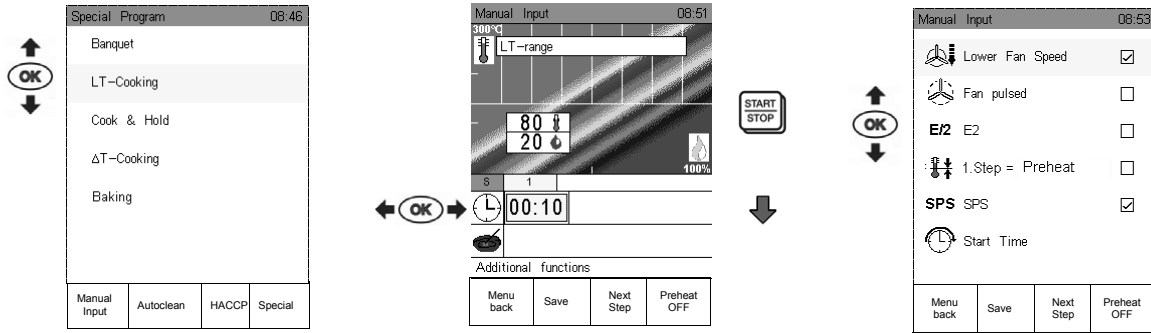 Special Program 08:46
OK
Banquet
LT-Cooking
Cook & Hold
ΔT-Cooking
Baking
Manual Input
Autoclean
HACCP
Special
Manual Input 08:51
300°C
LT-range
80
20
100%
S 1
OK
00:10
Additional functions
Menu back
Save
Next Step
Preheat OFF
START
STOP
Manual Input 08:53
OK
Lower Fan Speed
Fan pulsed
E/2 E2
1.Step = Preheat
SPS SPS
Start Time
Menu back
Save
Next Step
Preheat OFF